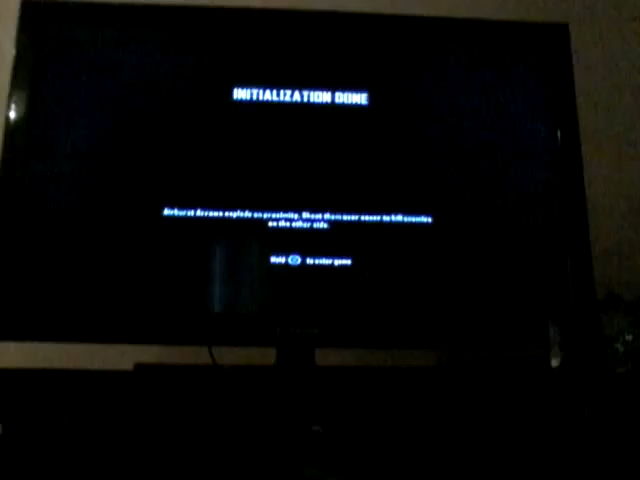 INITIALIZATION DONE
Airburst Arrows explode on proximity. Shoot them over cover to kill enemies
on the other side.
Hold to enter game